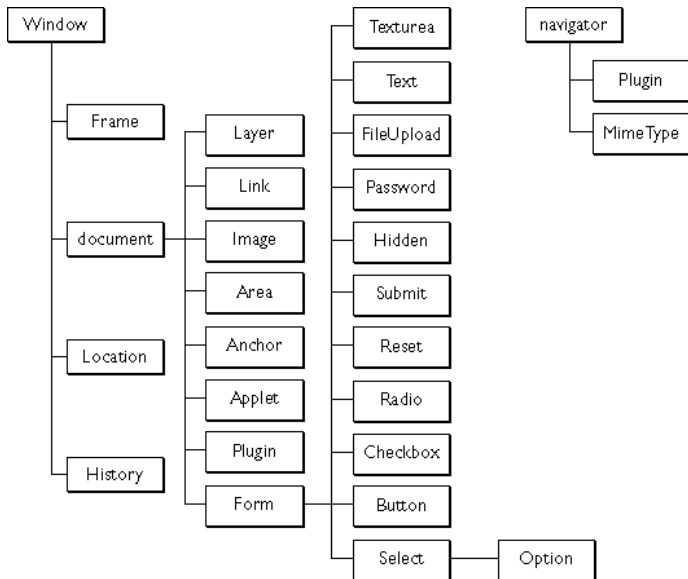 Window
Frame
document
Location
History
Layer
Link
Image
Area
Anchor
Applet
Plugin
Form
Texturea
Text
FileUpload
Password
Hidden
Submit
Reset
Radio
Checkbox
Button
Select
Option
navigator
Plugin
MimeType